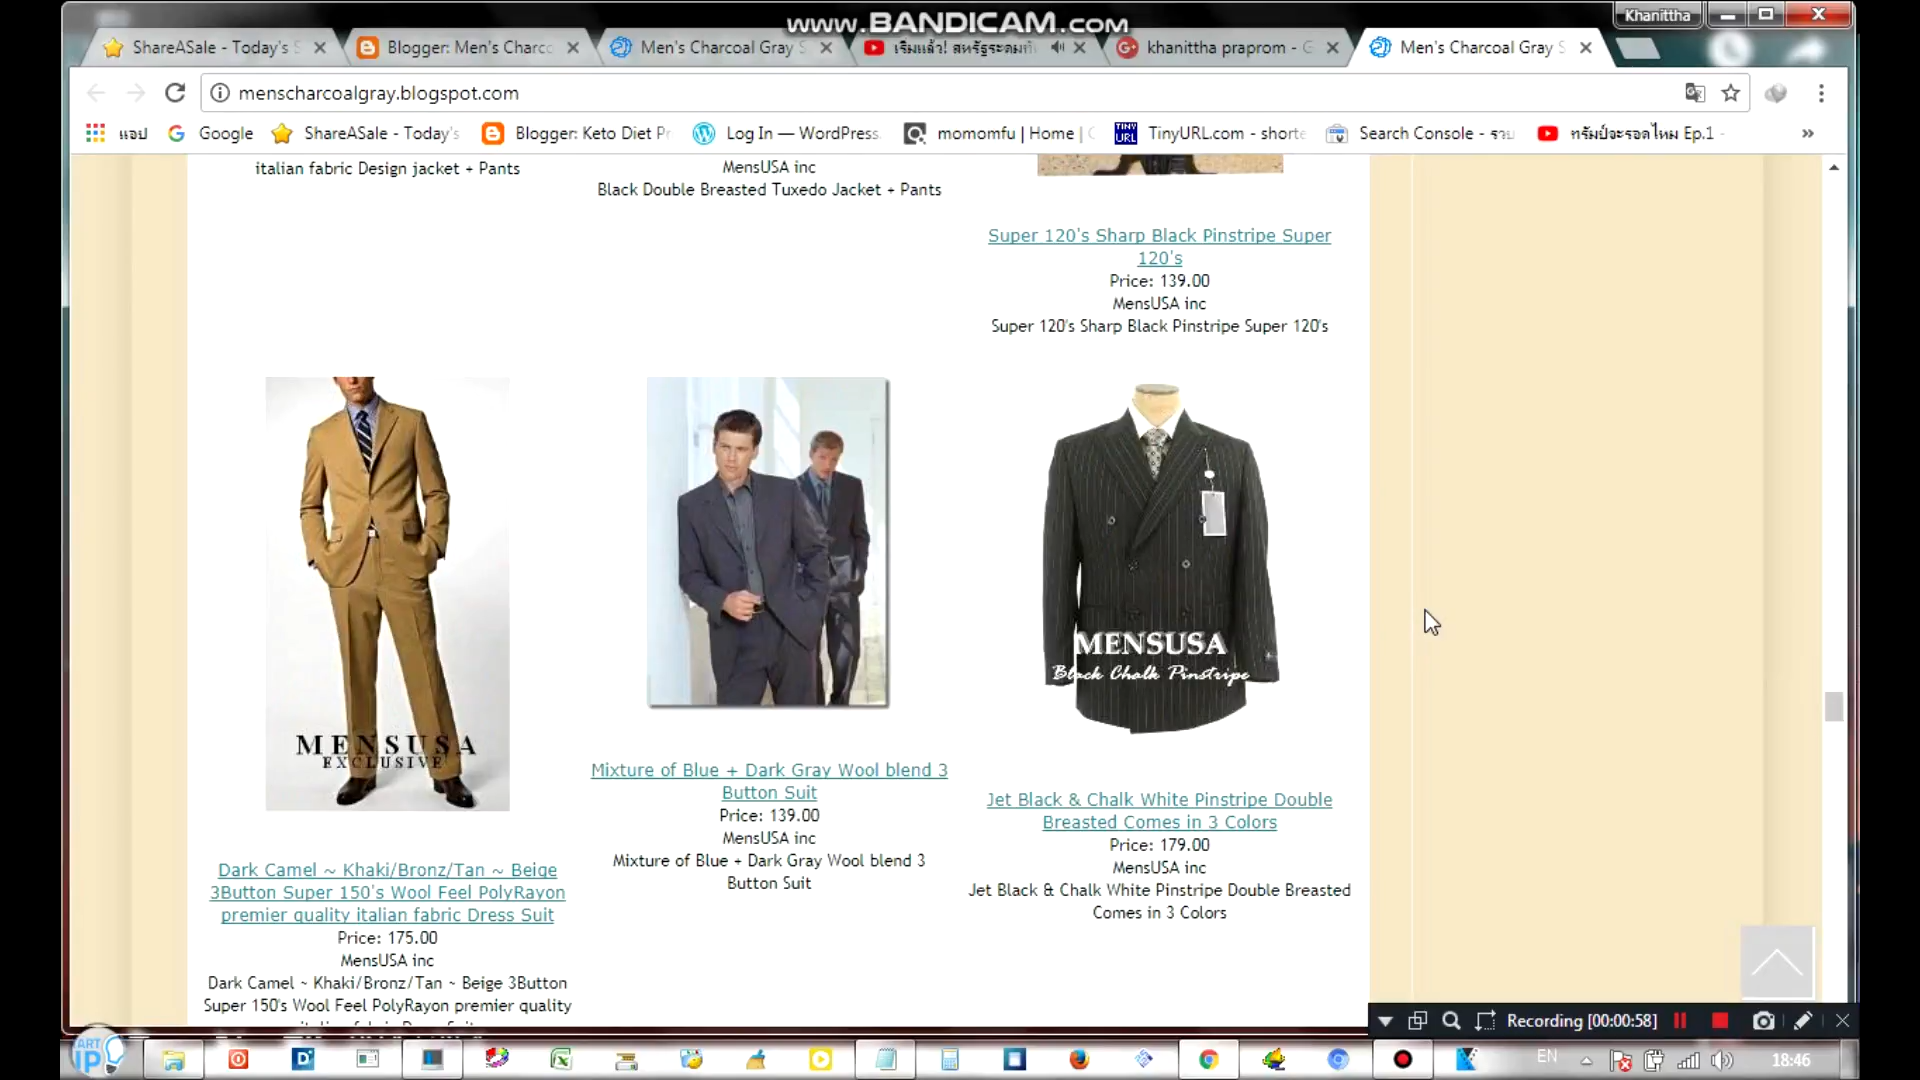 www.BANDICAM.com
Khanittha
ShareASale - Today's S
Blogger: Men's Charco
Men's Charcoal Gray S
เริ่มแล้ว! สหรัฐระดมทั
khanittha praprom - G
Men's Charcoal Gray S
menscharcoalgray.blogspot.com
แอป
Google
ShareASale - Today's
Blogger: Keto Diet Pr
Log In — WordPress.
momomfu | Home | C
TINY URL
TinyURL.com - shorte
Search Console - ราย
ทรัมป์จะรอดไหม Ep.1 -
italian fabric Design jacket + Pants
MensUSA inc
Black Double Breasted Tuxedo Jacket + Pants
Super 120's Sharp Black Pinstripe Super
120's
Price: 139.00
MensUSA inc
Super 120's Sharp Black Pinstripe Super 120's
MENSUSA
EXCLUSIVE
Dark Camel ~ Khaki/Bronz/Tan ~ Beige
3Button Super 150's Wool Feel PolyRayon
premier quality italian fabric Dress Suit
Price: 175.00
MensUSA inc
Dark Camel ~ Khaki/Bronz/Tan ~ Beige 3Button
Super 150's Wool Feel PolyRayon premier quality
Mixture of Blue + Dark Gray Wool blend 3
Button Suit
Price: 139.00
MensUSA inc
Mixture of Blue + Dark Gray Wool blend 3
Button Suit
MENSUSA
Black Chalk Pinstripe
Jet Black & Chalk White Pinstripe Double
Breasted Comes in 3 Colors
Price: 179.00
MensUSA inc
Jet Black & Chalk White Pinstripe Double Breasted
Comes in 3 Colors
Recording [00:00:58]
ART
IP
EN
18:46